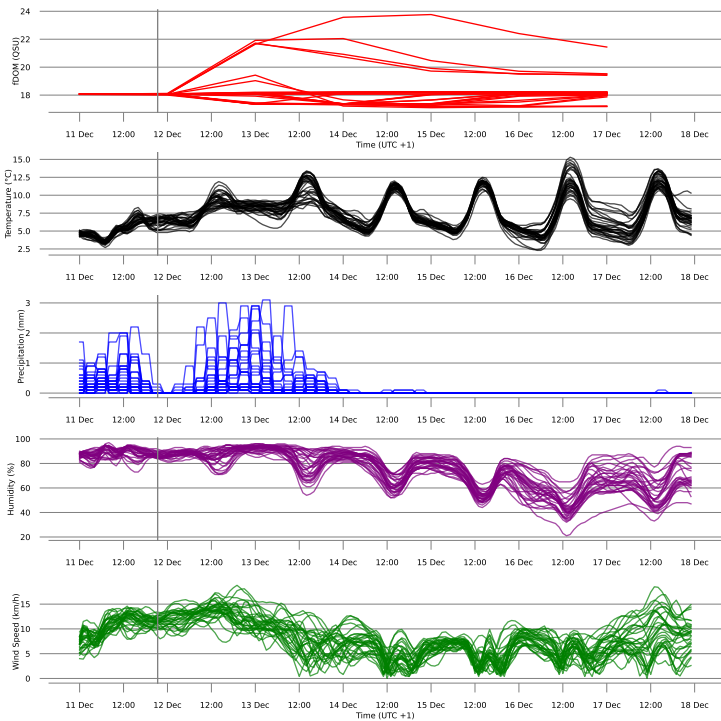 24
22
20
18
fDOM (QSU)
11 Dec 12:00 12 Dec 12:00 13 Dec 12:00 14 Dec 12:00 15 Dec 12:00 16 Dec 12:00 17 Dec 12:00 18 Dec
Time (UTC +1)
15.0
12.5
10.0
7.5
5.0
2.5
Temperature (°C)
11 Dec 12:00 12 Dec 12:00 13 Dec 12:00 14 Dec 12:00 15 Dec 12:00 16 Dec 12:00 17 Dec 12:00 18 Dec
3
2
1
0
Precipitation (mm)
11 Dec 12:00 12 Dec 12:00 13 Dec 12:00 14 Dec 12:00 15 Dec 12:00 16 Dec 12:00 17 Dec 12:00 18 Dec
100
80
60
40
20
Humidity (%)
11 Dec 12:00 12 Dec 12:00 13 Dec 12:00 14 Dec 12:00 15 Dec 12:00 16 Dec 12:00 17 Dec 12:00 18 Dec
15
10
5
0
Wind Speed (km/h)
11 Dec 12:00 12 Dec 12:00 13 Dec 12:00 14 Dec 12:00 15 Dec 12:00 16 Dec 12:00 17 Dec 12:00 18 Dec
Time (UTC +1)